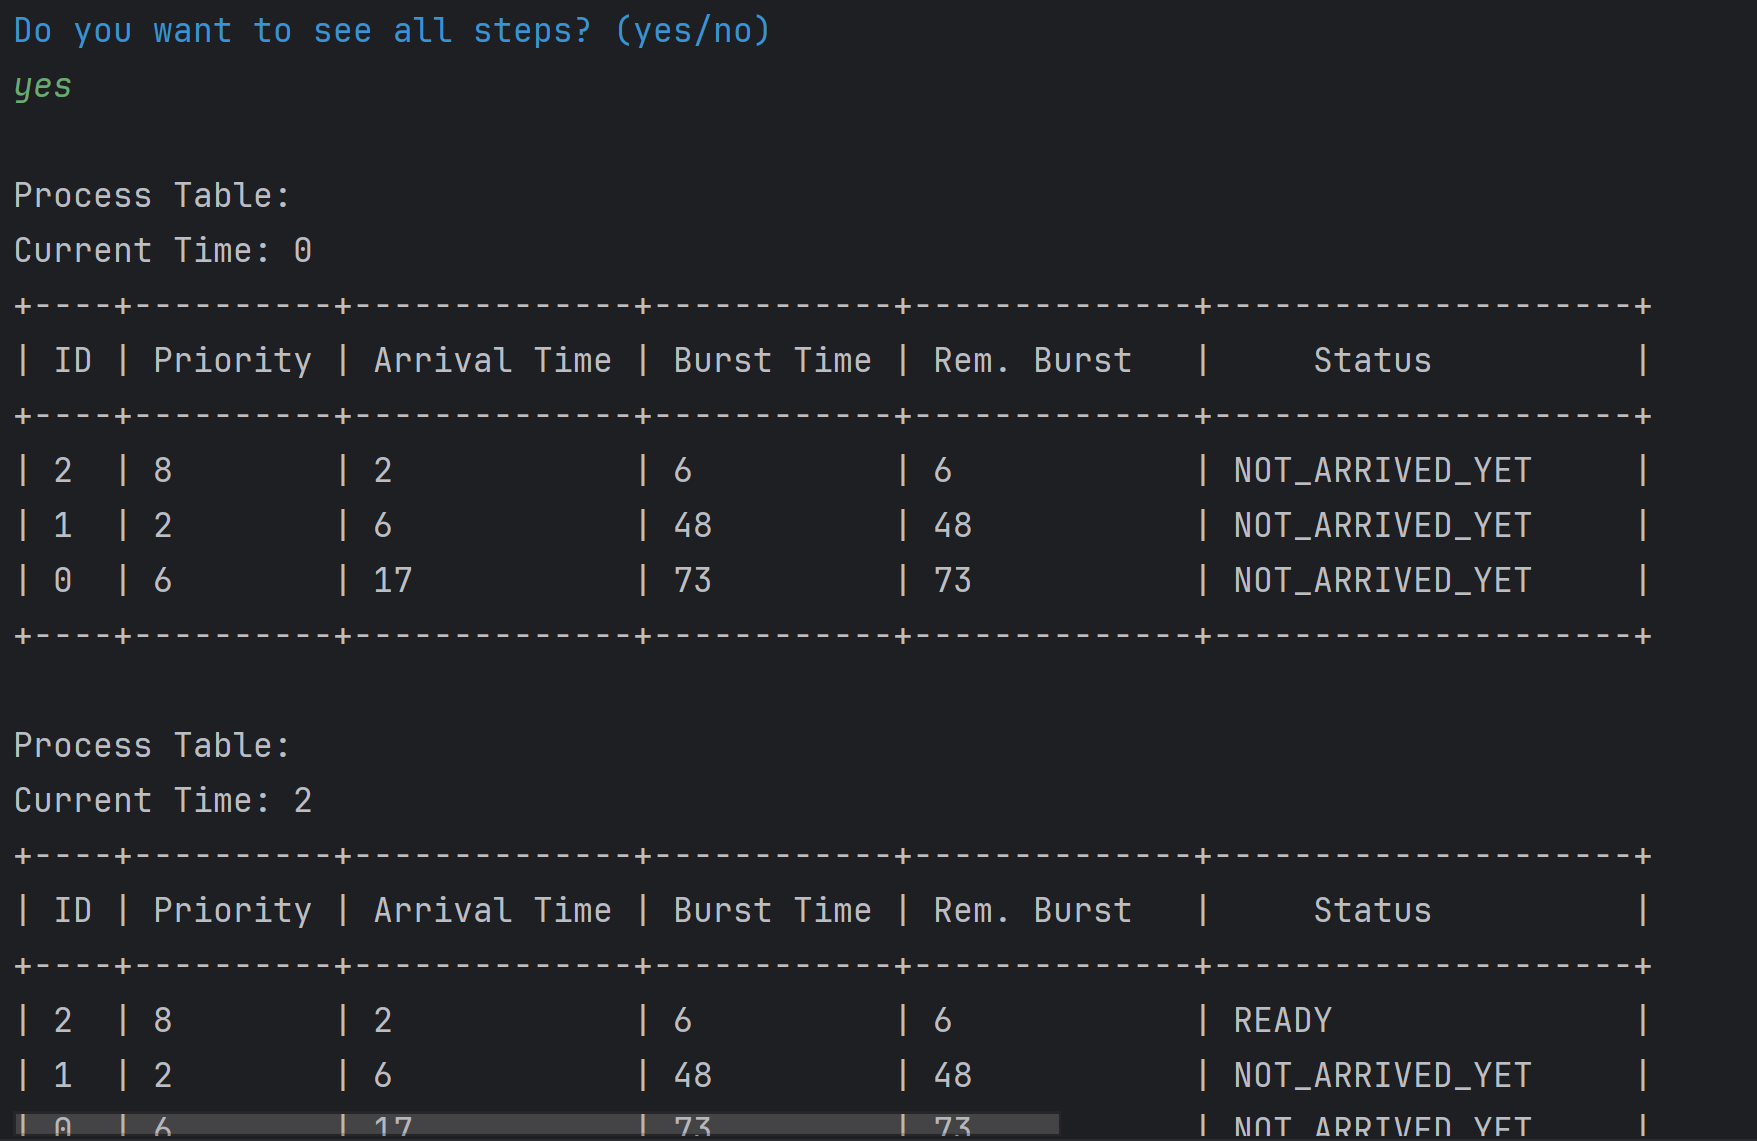 Do you want to see all steps? (yes/no)
yes
Process Table:
Current Time: 0
+----+----------+--------------+------------+--------------+---------------------+
| ID | Priority | Arrival Time | Burst Time | Rem. Burst   |     Status          |
+----+----------+--------------+------------+--------------+---------------------+
| 2  | 8        | 2            | 6          | 6            | NOT_ARRIVED_YET     |
| 1  | 2        | 6            | 48         | 48           | NOT_ARRIVED_YET     |
| 0  | 6        | 17           | 73         | 73           | NOT_ARRIVED_YET     |
+----+----------+--------------+------------+--------------+---------------------+
Process Table:
Current Time: 2
+----+----------+--------------+------------+--------------+---------------------+
| ID | Priority | Arrival Time | Burst Time | Rem. Burst   |     Status          |
+----+----------+--------------+------------+--------------+---------------------+
| 2  | 8        | 2            | 6          | 6            | READY               |
| 1  | 2        | 6            | 48         | 48           | NOT_ARRIVED_YET     |
| 0  | 6        | 17           | 73         | 73           | NOT_ARRIVED_YET     |